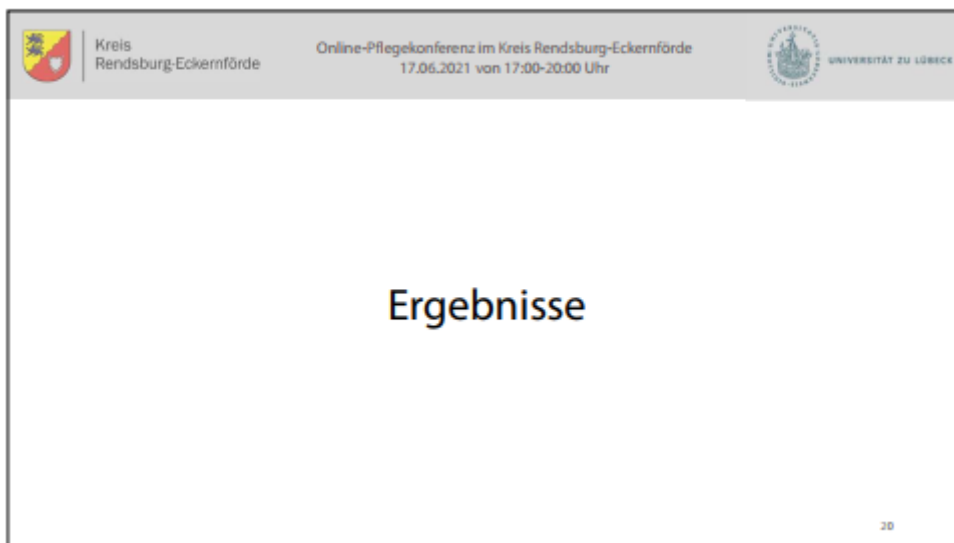 Kreis
Rendsburg-Eckernförde
Online-Pflegekonferenz im Kreis Rendsburg-Eckernförde
17.06.2021 von 17:00-20:00 Uhr
UNIVERSITÄT ZU LÜBECK
Ergebnisse
20